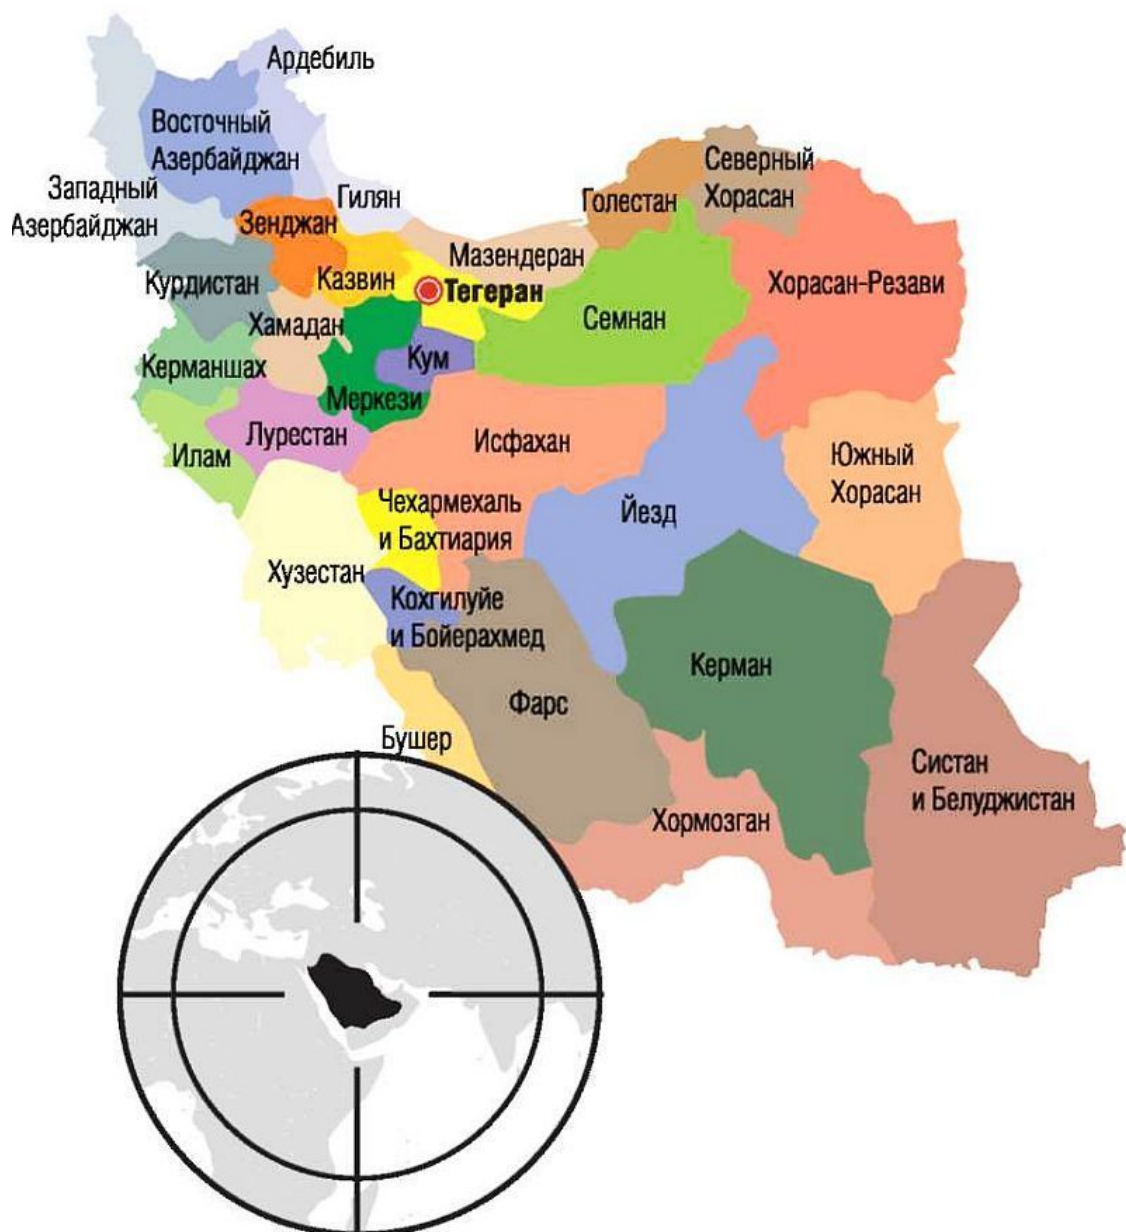 Ардебиль
Восточный
Азербайджан
Западный
Азербайджан
Гилян
Зенджан
Голестан
Северный
Хорасан
Мазендеран
Курдистан
Казвин
Тегеран
Хорасан-Резави
Хамадан
Семнан
Керманшах
Кум
Меркези
Лурестан
Илам
Исфахан
Южный
Хорасан
Чехармехаль
и Бахтиария
Йезд
Хузестан
Кохгилуйе
и Бойерахмед
Керман
Фарс
Бушер
Систан
и Белуджистан
Хормозган